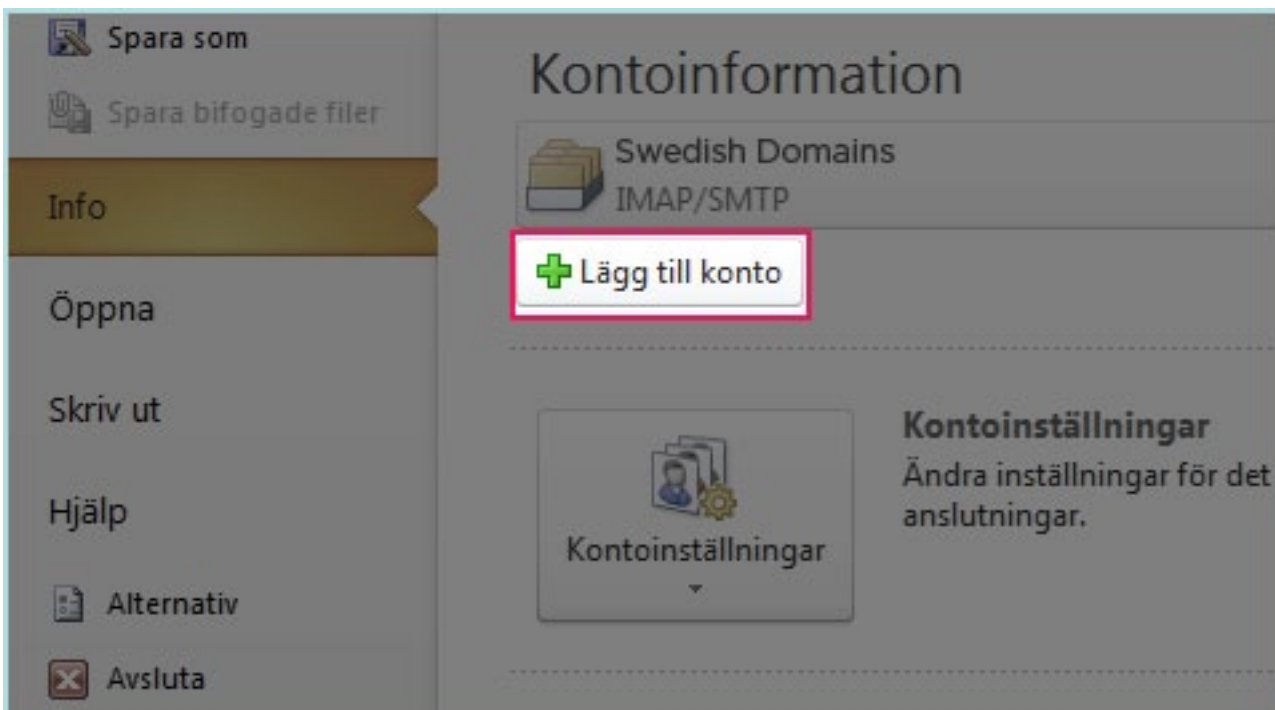 Spara som
Spara bifogade filer
Info
Öppna
Skriv ut
Hjälp
Alternativ
Avsluta
Kontoinformation
Swedish Domains
IMAP/SMTP
Lägg till konto
Kontoinställningar
Kontoinställningar
Ändra inställningar för det
anslutningar.